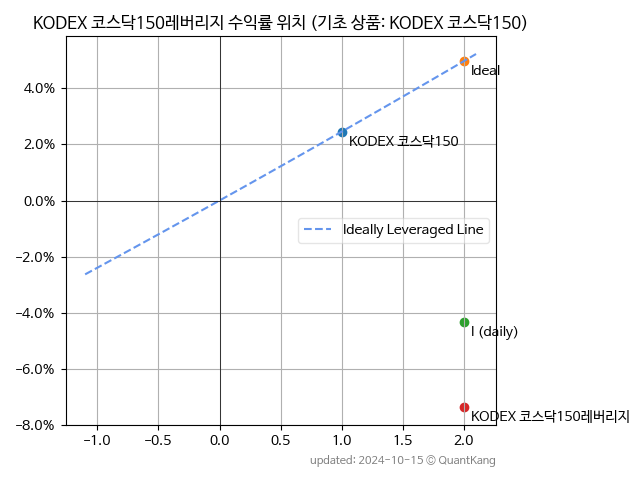 KODEX 코스닥150레버리지 수익률 위치 (기초 상품: KODEX 코스닥150)
Ideal
4.0%
KODEX 코스닥150
2.0%
0.0%
Ideally Leveraged Line
−2.0%
−4.0%
I (daily)
−6.0%
KODEX 코스닥150레버리지
−8.0%
−1.0 −0.5 0.0 0.5 1.0 1.5 2.0
updated: 2024-10-15 © QuantKang